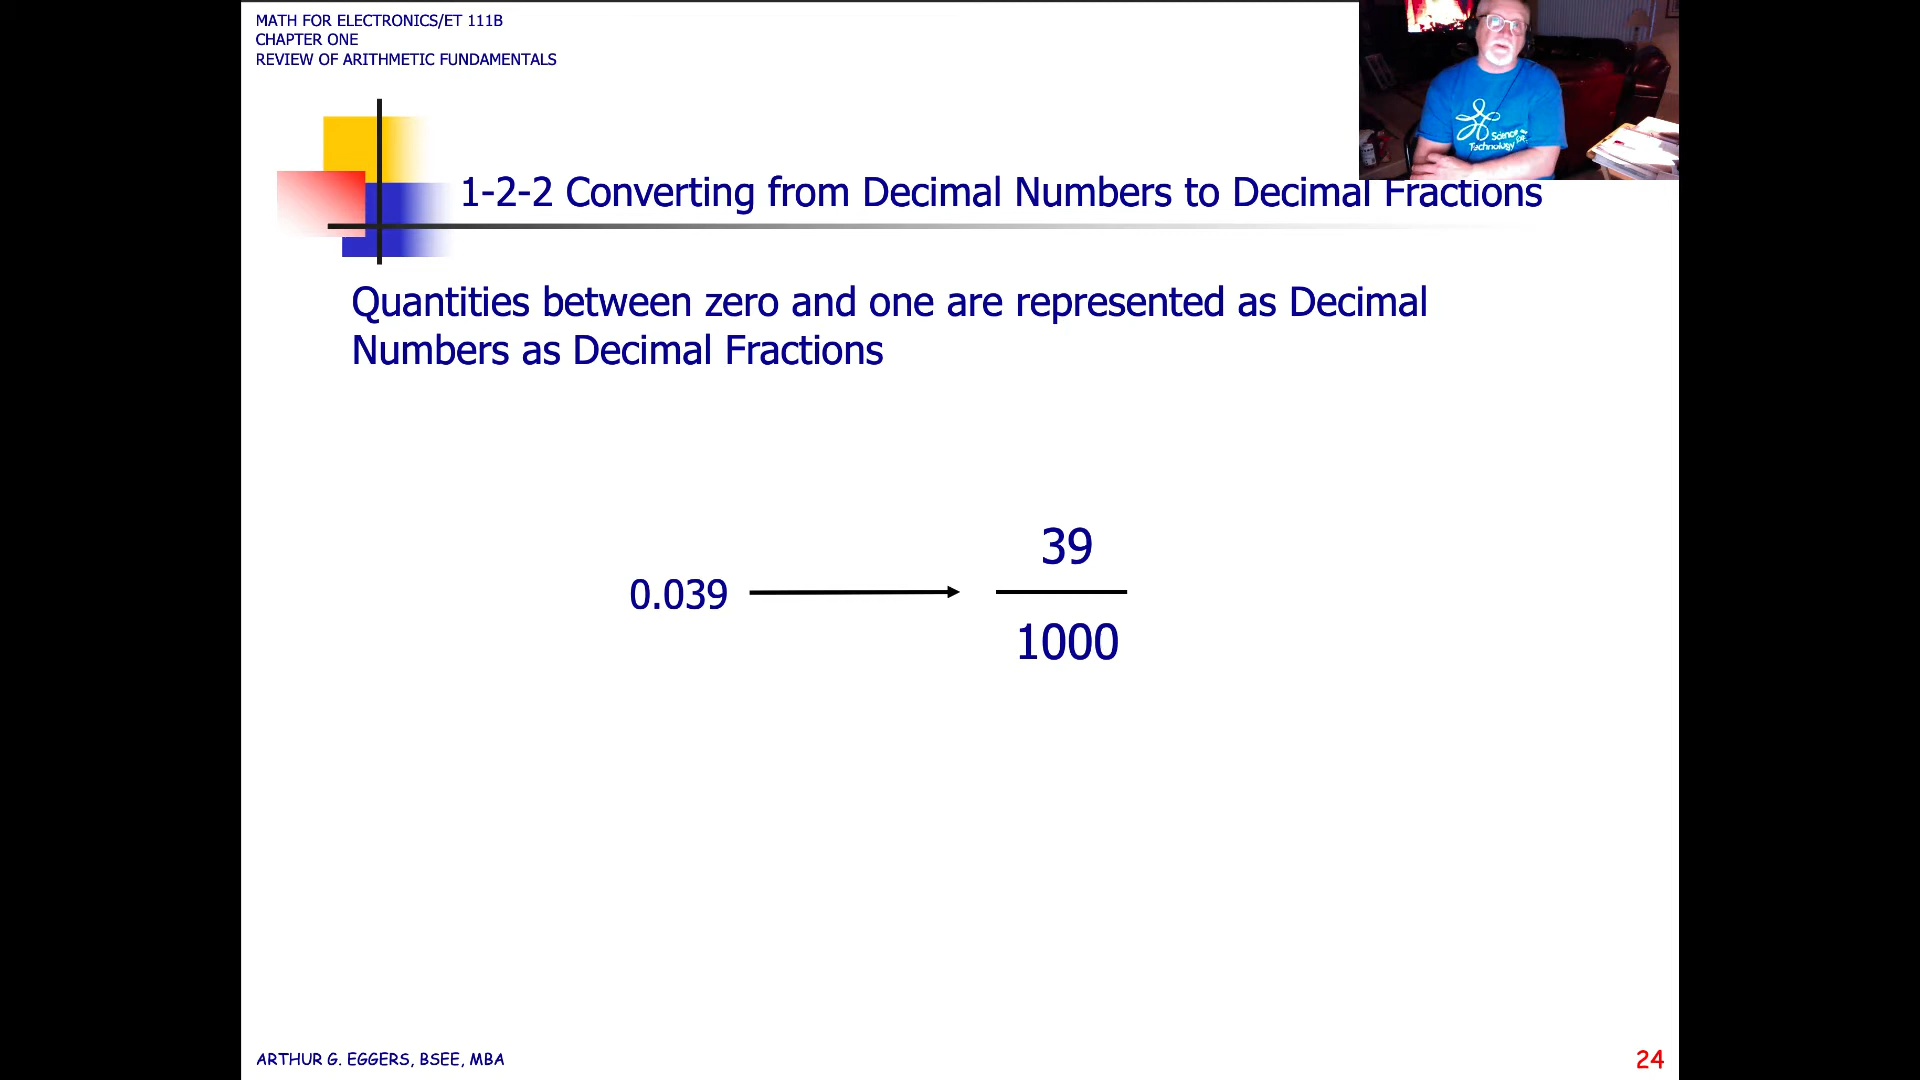 MATH FOR ELECTRONICS/ET 111B
CHAPTER ONE
REVIEW OF ARITHMETIC FUNDAMENTALS
Science
Technology
1-2-2 Converting from Decimal Numbers to Decimal Fractions
Quantities between zero and one are represented as Decimal
Numbers as Decimal Fractions
39
0.039
1000
ARTHUR G. EGGERS, BSEE, MBA
24